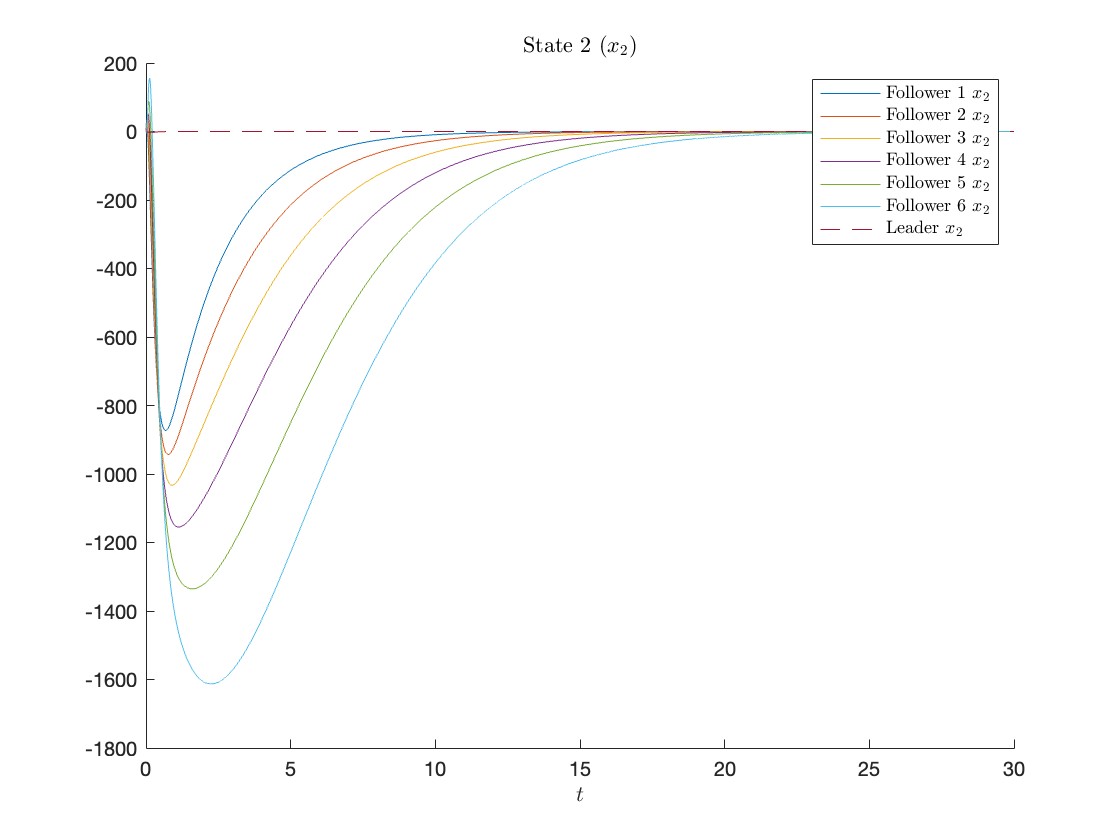 State 2 (x₂)
200
0
-200
-400
-600
-800
-1000
-1200
-1400
-1600
-1800
0 5 10 15 20 25 30
t
Follower 1 x₂
Follower 2 x₂
Follower 3 x₂
Follower 4 x₂
Follower 5 x₂
Follower 6 x₂
Leader x₂